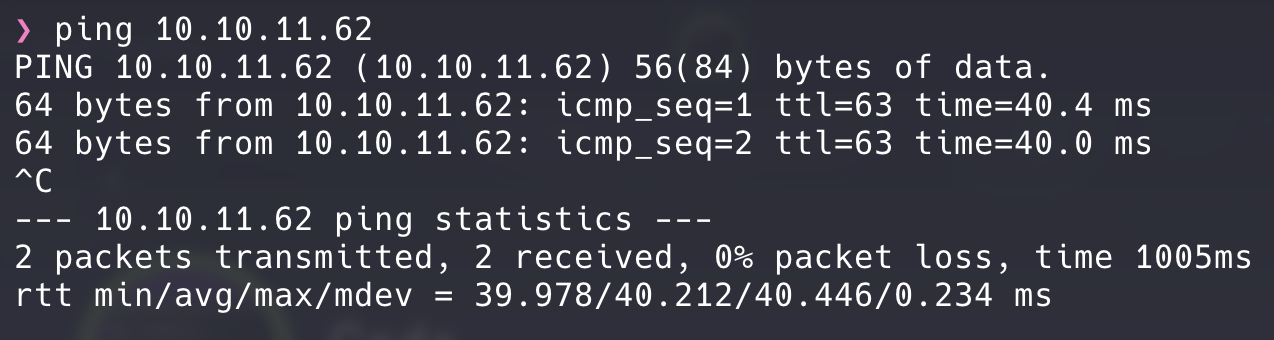 ❯ ping 10.10.11.62
PING 10.10.11.62 (10.10.11.62) 56(84) bytes of data.
64 bytes from 10.10.11.62: icmp_seq=1 ttl=63 time=40.4 ms
64 bytes from 10.10.11.62: icmp_seq=2 ttl=63 time=40.0 ms
^C
--- 10.10.11.62 ping statistics ---
2 packets transmitted, 2 received, 0% packet loss, time 1005ms
rtt min/avg/max/mdev = 39.978/40.212/40.446/0.234 ms